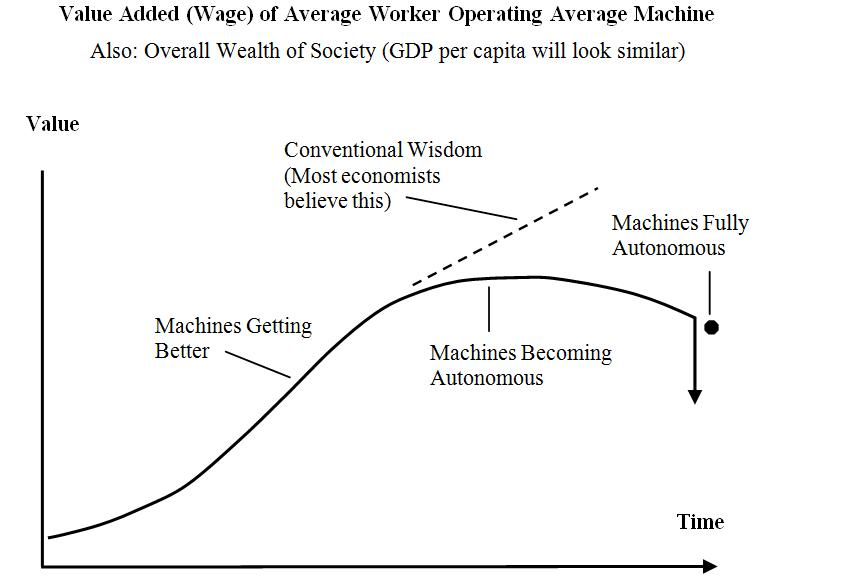 Value Added (Wage) of Average Worker Operating Average Machine
Also: Overall Wealth of Society (GDP per capita will look similar)
Value
Conventional Wisdom
(Most economists
believe this)
Machines Fully
Autonomous
Machines Getting
Better
Machines Becoming
Autonomous
Time